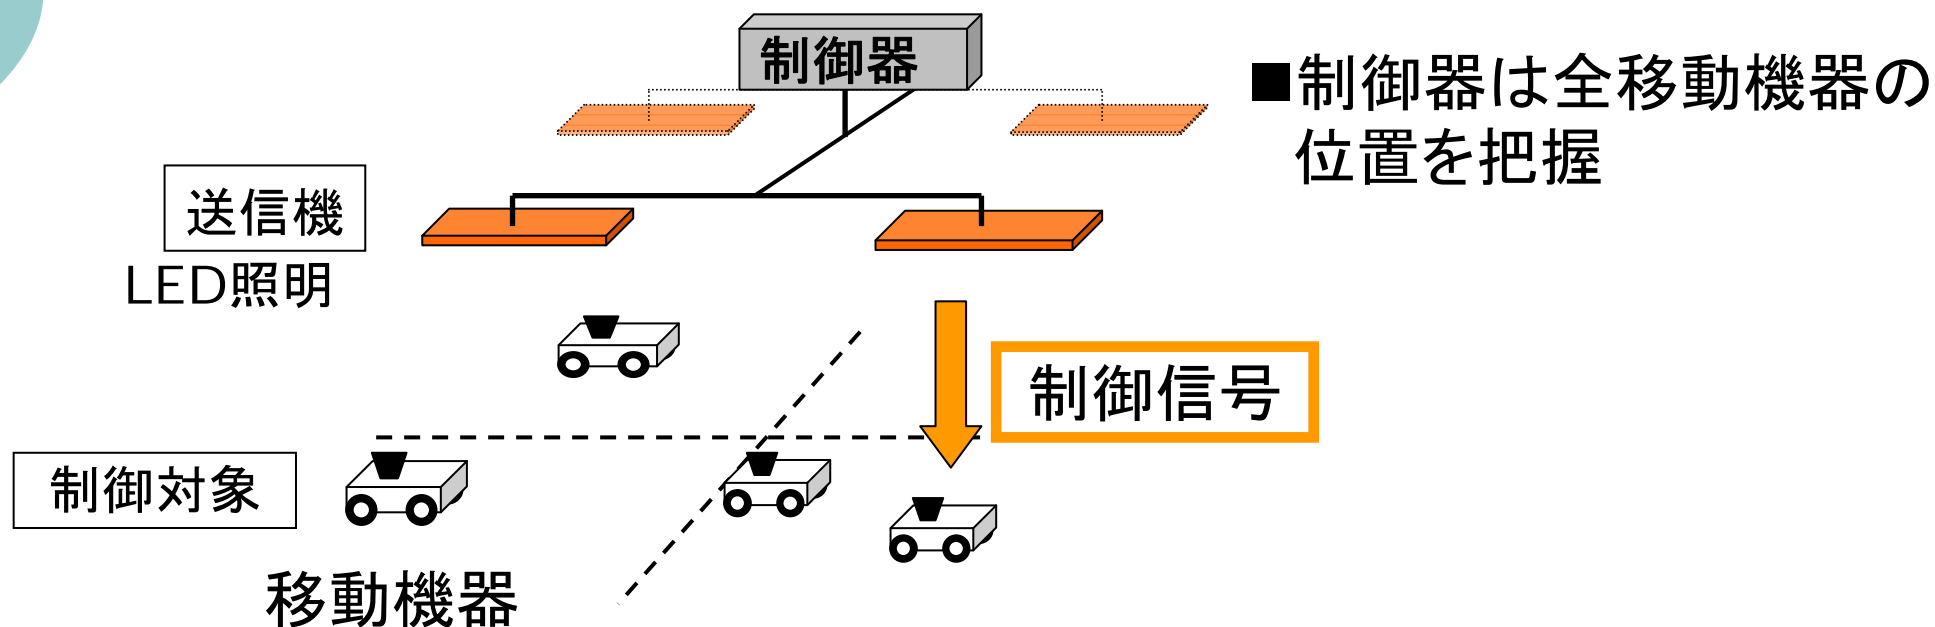 制御器
■制御器は全移動機器の
位置を把握
送信機
LED照明
制御信号
制御対象
移動機器